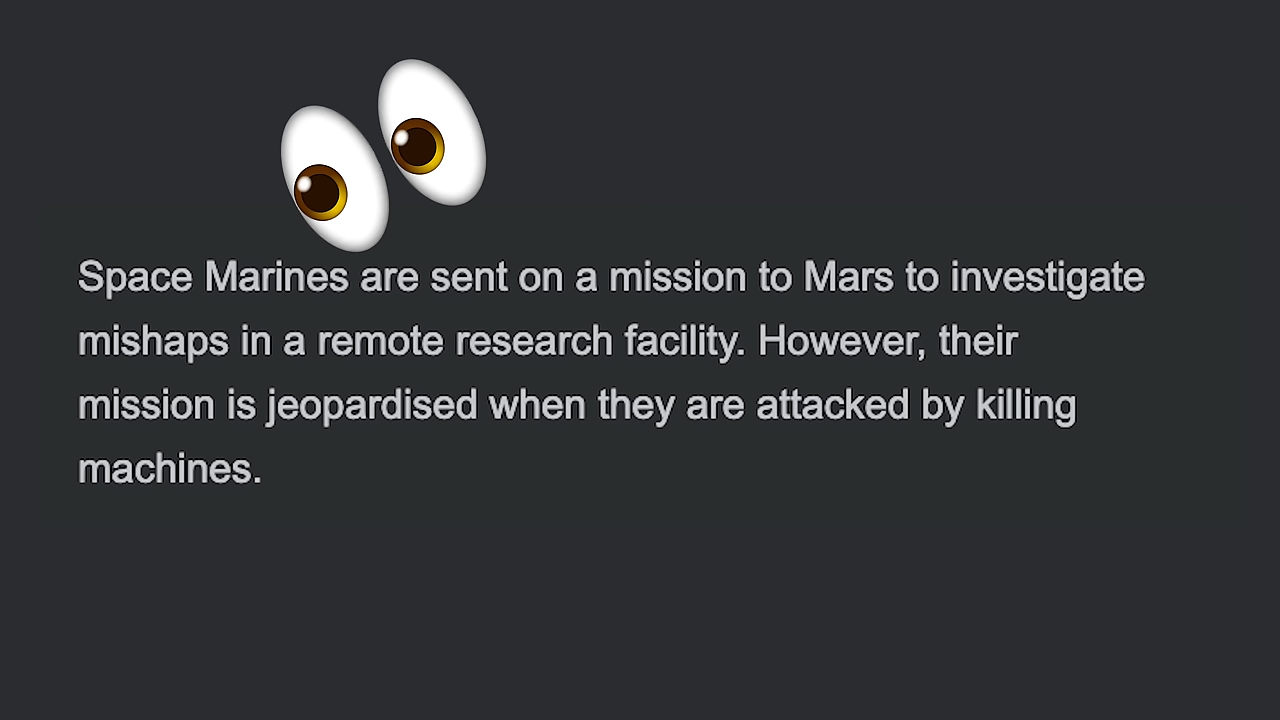 Space Marines are sent on a mission to Mars to investigate
mishaps in a remote research facility. However, their
mission is jeopardised when they are attacked by killing
machines.